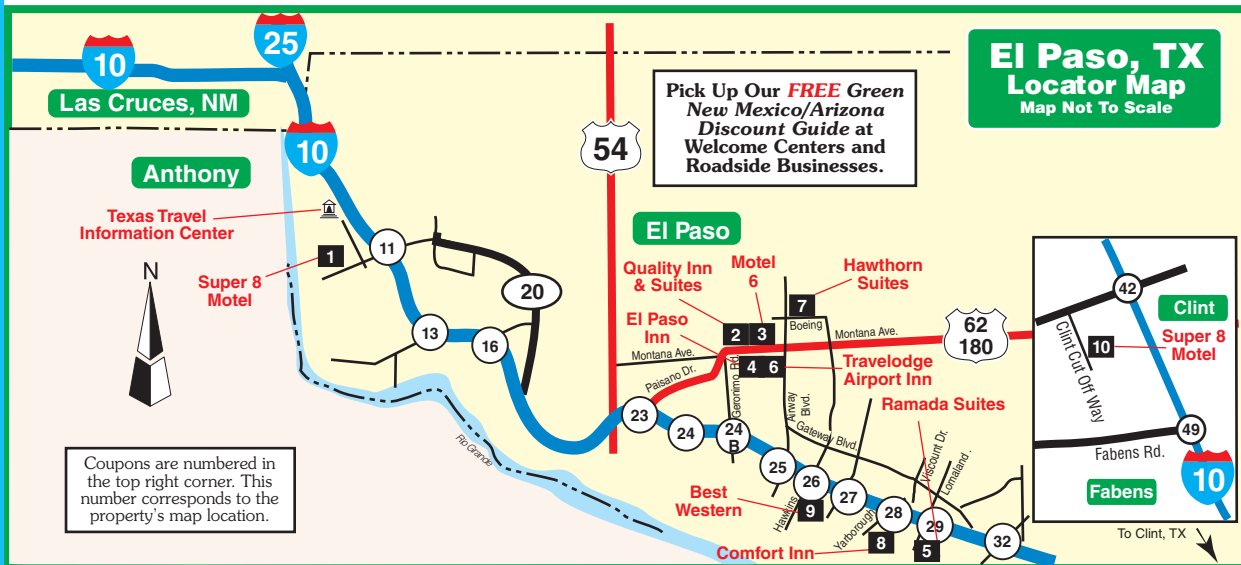 El Paso, TX
Locator Map
Map Not To Scale
25
10
Las Cruces, NM
10
Anthony
Texas Travel
Information Center
N
1
Super 8
Motel
11
13
16
20
54
Pick Up Our FREE Green
New Mexico/Arizona
Discount Guide at
Welcome Centers and
Roadside Businesses.
El Paso
Quality Inn
& Suites
Motel
6
Hawthorn
Suites
7
Boeing
El Paso
Inn
2
3
Montana Ave.
62
180
Montana Ave.
Paisano Dr.
Geronimo Rd.
4
6
Travelodge
Airport Inn
Airway
Blvd.
Ramada Suites
Gateway Blvd.
Viscount Dr.
Lomaland .
23
24
24
B
25
26
27
28
29
32
Best
Western
Hawkins
9
Yarborough
Comfort Inn
8
5
Rio Grande
Coupons are numbered in
the top right corner. This
number corresponds to the
property's map location.
42
Clint
Super 8
Motel
10
Clint Cut Off Way
49
Fabens Rd.
Fabens
10
To Clint, TX